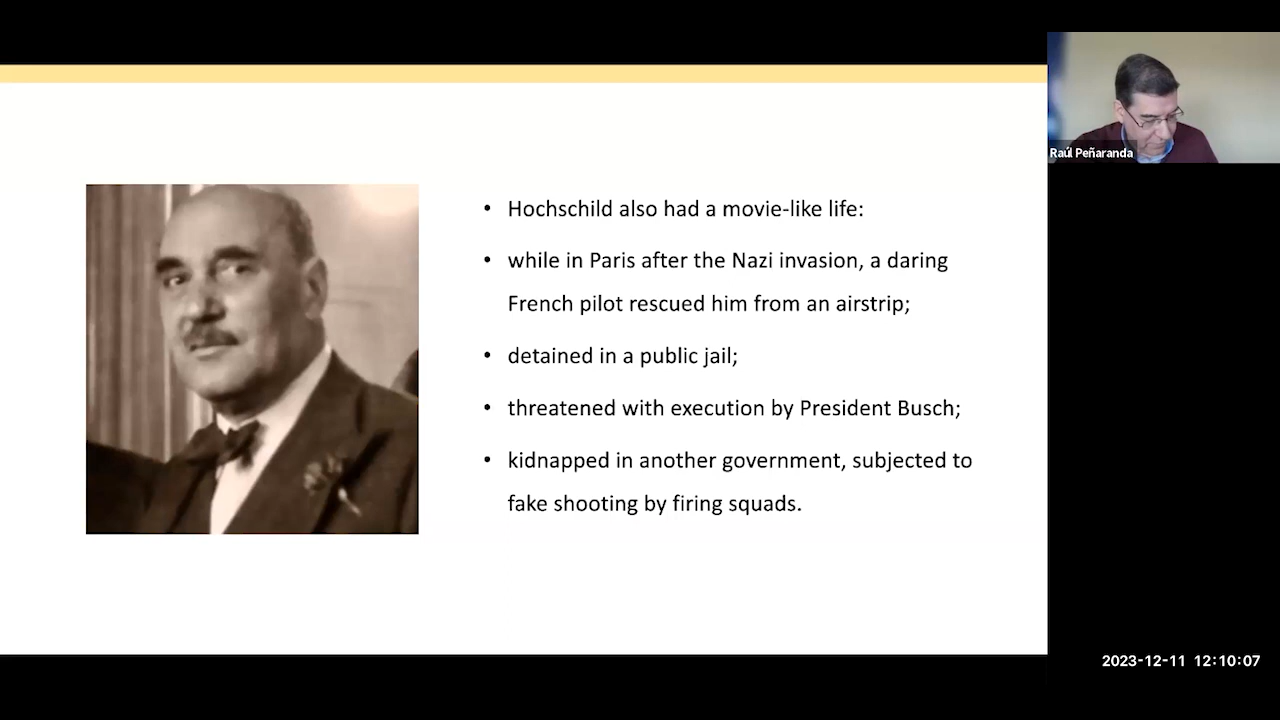 • Hochschild also had a movie-like life:
• while in Paris after the Nazi invasion, a daring
French pilot rescued him from an airstrip;
• detained in a public jail;
• threatened with execution by President Busch;
• kidnapped in another government, subjected to
fake shooting by firing squads.
Raúl Peñaranda
2023-12-11 12:10:07